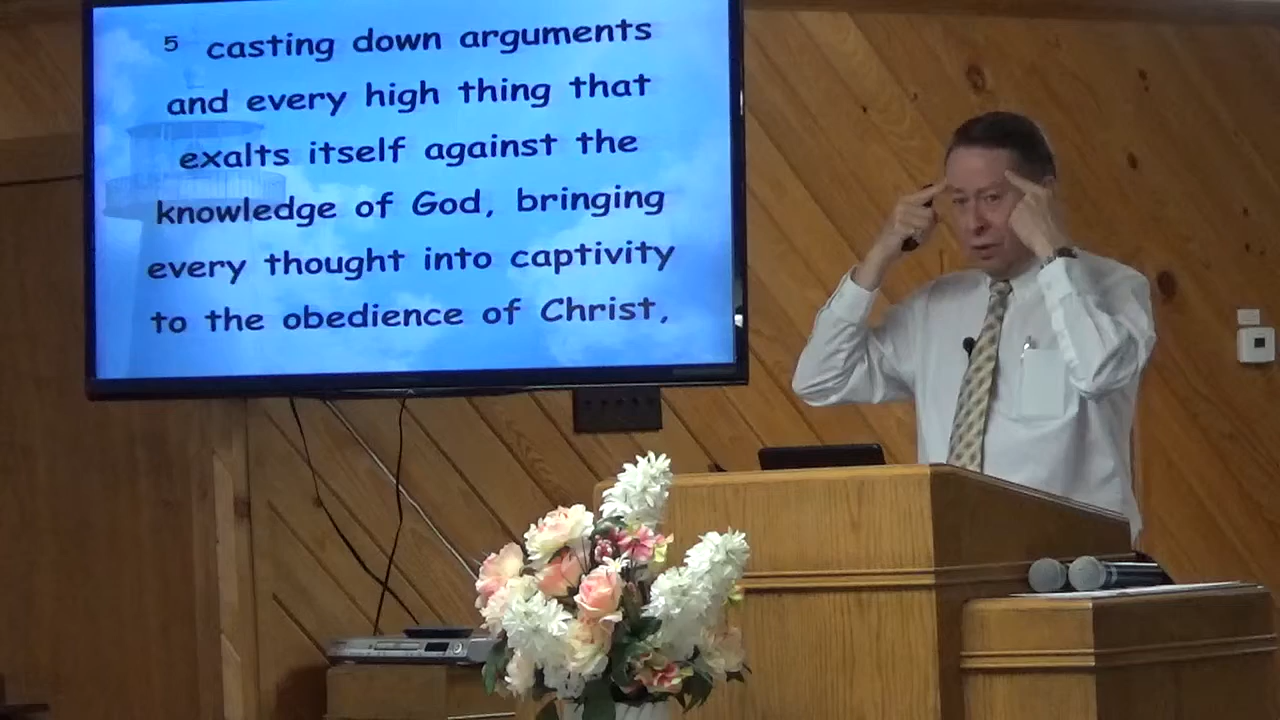 5 casting down arguments
and every high thing that
exalts itself against the
knowledge of God, bringing
every thought into captivity
to the obedience of Christ,